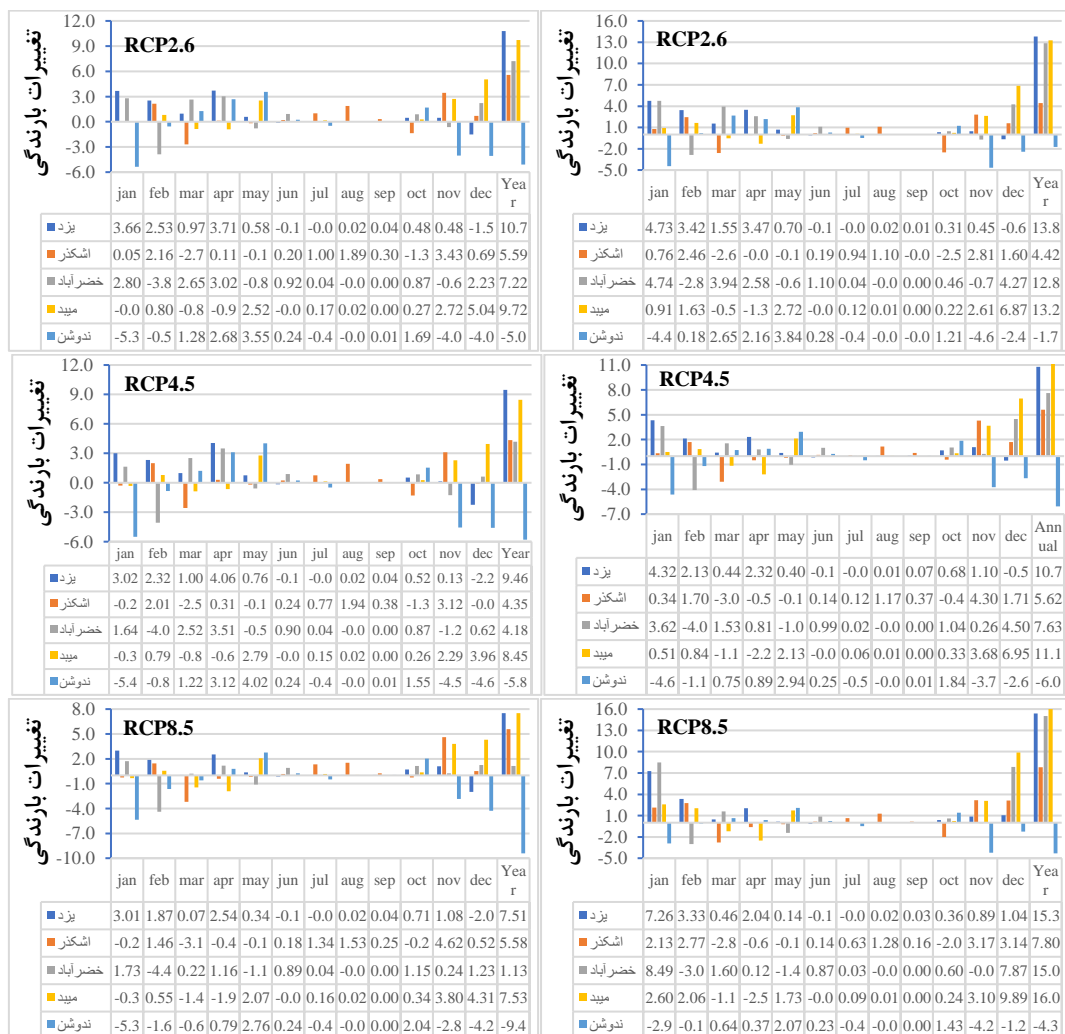 RCP2.6
تغییرات بارندگی
12.0
9.0
6.0
3.0
0.0
-3.0
-6.0
jan feb mar apr may jun jul aug sep oct nov dec Year
یزد 3.66 2.53 0.97 3.71 0.58 -0.1 -0.0 0.02 0.04 0.48 0.48 -1.5 10.7
اشکذر 0.05 2.16 -2.7 0.11 -0.1 0.20 1.00 1.89 0.30 -1.3 3.43 0.69 5.59
خضرآباد 2.80 -3.8 2.65 3.02 -0.8 0.92 0.04 -0.0 0.00 0.87 -0.6 2.23 7.22
میبد -0.0 0.80 -0.8 -0.9 2.52 -0.0 0.17 0.02 0.00 0.27 2.72 5.04 9.72
ندوشن -5.3 -0.5 1.28 2.68 3.55 0.24 -0.4 -0.0 0.01 1.69 -4.0 -4.0 -5.0
RCP2.6
تغییرات بارندگی
16.0
13.0
10.0
7.0
4.0
1.0
-2.0
-5.0
jan feb mar apr may jun jul aug sep oct nov dec Year
یزد 4.73 3.42 1.55 3.47 0.70 -0.1 -0.0 0.02 0.01 0.31 0.45 -0.6 13.8
اشکذر 0.76 2.46 -2.6 -0.0 -0.1 0.19 0.94 1.10 -0.0 -2.5 2.81 1.60 4.42
خضرآباد 4.74 -2.8 3.94 2.58 -0.6 1.10 0.04 -0.0 0.00 0.46 -0.7 4.27 12.8
میبد 0.91 1.63 -0.5 -1.3 2.72 -0.0 0.12 0.01 0.00 0.22 2.61 6.87 13.2
ندوشن -4.4 0.18 2.65 2.16 3.84 0.28 -0.4 -0.0 -0.0 1.21 -4.6 -2.4 -1.7
RCP4.5
تغییرات بارندگی
12.0
9.0
6.0
3.0
0.0
-3.0
-6.0
jan feb mar apr may jun jul aug sep oct nov dec Year
یزد 3.02 2.32 1.00 4.06 0.76 -0.1 -0.0 0.02 0.04 0.52 0.13 -2.2 9.46
اشکذر -0.2 2.01 -2.5 0.31 -0.1 0.24 0.77 1.94 0.38 -1.3 3.12 -0.0 4.35
خضرآباد 1.64 -4.0 2.52 3.51 -0.5 0.90 0.04 -0.0 0.00 0.87 -1.2 0.62 4.18
میبد -0.3 0.79 -0.8 -0.6 2.79 -0.0 0.15 0.02 0.00 0.26 2.29 3.96 8.45
ندوشن -5.4 -0.8 1.22 3.12 4.02 0.24 -0.4 -0.0 0.01 1.55 -4.5 -4.6 -5.8
RCP4.5
تغییرات بارندگی
11.0
8.0
5.0
2.0
-1.0
-4.0
-7.0
jan feb mar apr may jun jul aug sep oct nov dec Annual
یزد 4.32 2.13 0.44 2.32 0.40 -0.1 -0.0 0.01 0.07 0.68 1.10 -0.5 10.7
اشکذر 0.34 1.70 -3.0 -0.5 -0.1 0.14 0.12 1.17 0.37 -0.4 4.30 1.71 5.62
خضرآباد 3.62 -4.0 1.53 0.81 -1.0 0.99 0.02 -0.0 0.00 1.04 0.26 4.50 7.63
میبد 0.51 0.84 -1.1 -2.2 2.13 -0.0 0.06 0.01 0.00 0.33 3.68 6.95 11.1
ندوشن -4.6 -1.1 0.75 0.89 2.94 0.25 -0.5 -0.0 0.01 1.84 -3.7 -2.6 -6.0
RCP8.5
تغییرات بارندگی
8.0
5.0
2.0
-1.0
-4.0
-7.0
-10.0
jan feb mar apr may jun jul aug sep oct nov dec Year
یزد 3.01 1.87 0.07 2.54 0.34 -0.1 -0.0 0.02 0.04 0.71 1.08 -2.0 7.51
اشکذر -0.2 1.46 -3.1 -0.4 -0.1 0.18 1.34 1.53 0.25 -0.2 4.62 0.52 5.58
خضرآباد 1.73 -4.4 0.22 1.16 -1.1 0.89 0.04 -0.0 0.00 1.15 0.24 1.23 1.13
میبد -0.3 0.55 -1.4 -1.9 2.07 -0.0 0.16 0.02 0.00 0.34 3.80 4.31 7.53
ندوشن -5.3 -1.6 -0.6 0.79 2.76 0.24 -0.4 -0.0 0.00 2.04 -2.8 -4.2 -9.4
RCP8.5
تغییرات بارندگی
16.0
13.0
10.0
7.0
4.0
1.0
-2.0
-5.0
jan feb mar apr may jun jul aug sep oct nov dec Year
یزد 7.26 3.33 0.46 2.04 0.14 -0.1 -0.0 0.02 0.03 0.36 0.89 1.04 15.3
اشکذر 2.13 2.77 -2.8 -0.6 -0.1 0.14 0.63 1.28 0.16 -2.0 3.17 3.14 7.80
خضرآباد 8.49 -3.0 1.60 0.12 -1.4 0.87 0.03 -0.0 0.00 0.60 -0.2 7.87 15.0
میبد 2.60 2.06 -1.1 -2.5 1.73 -0.0 0.09 0.01 0.00 0.24 3.10 9.89 16.0
ندوشن -2.9 -0.1 0.64 0.37 2.07 0.23 -0.4 -0.0 0.00 1.43 -4.2 -1.2 -4.3